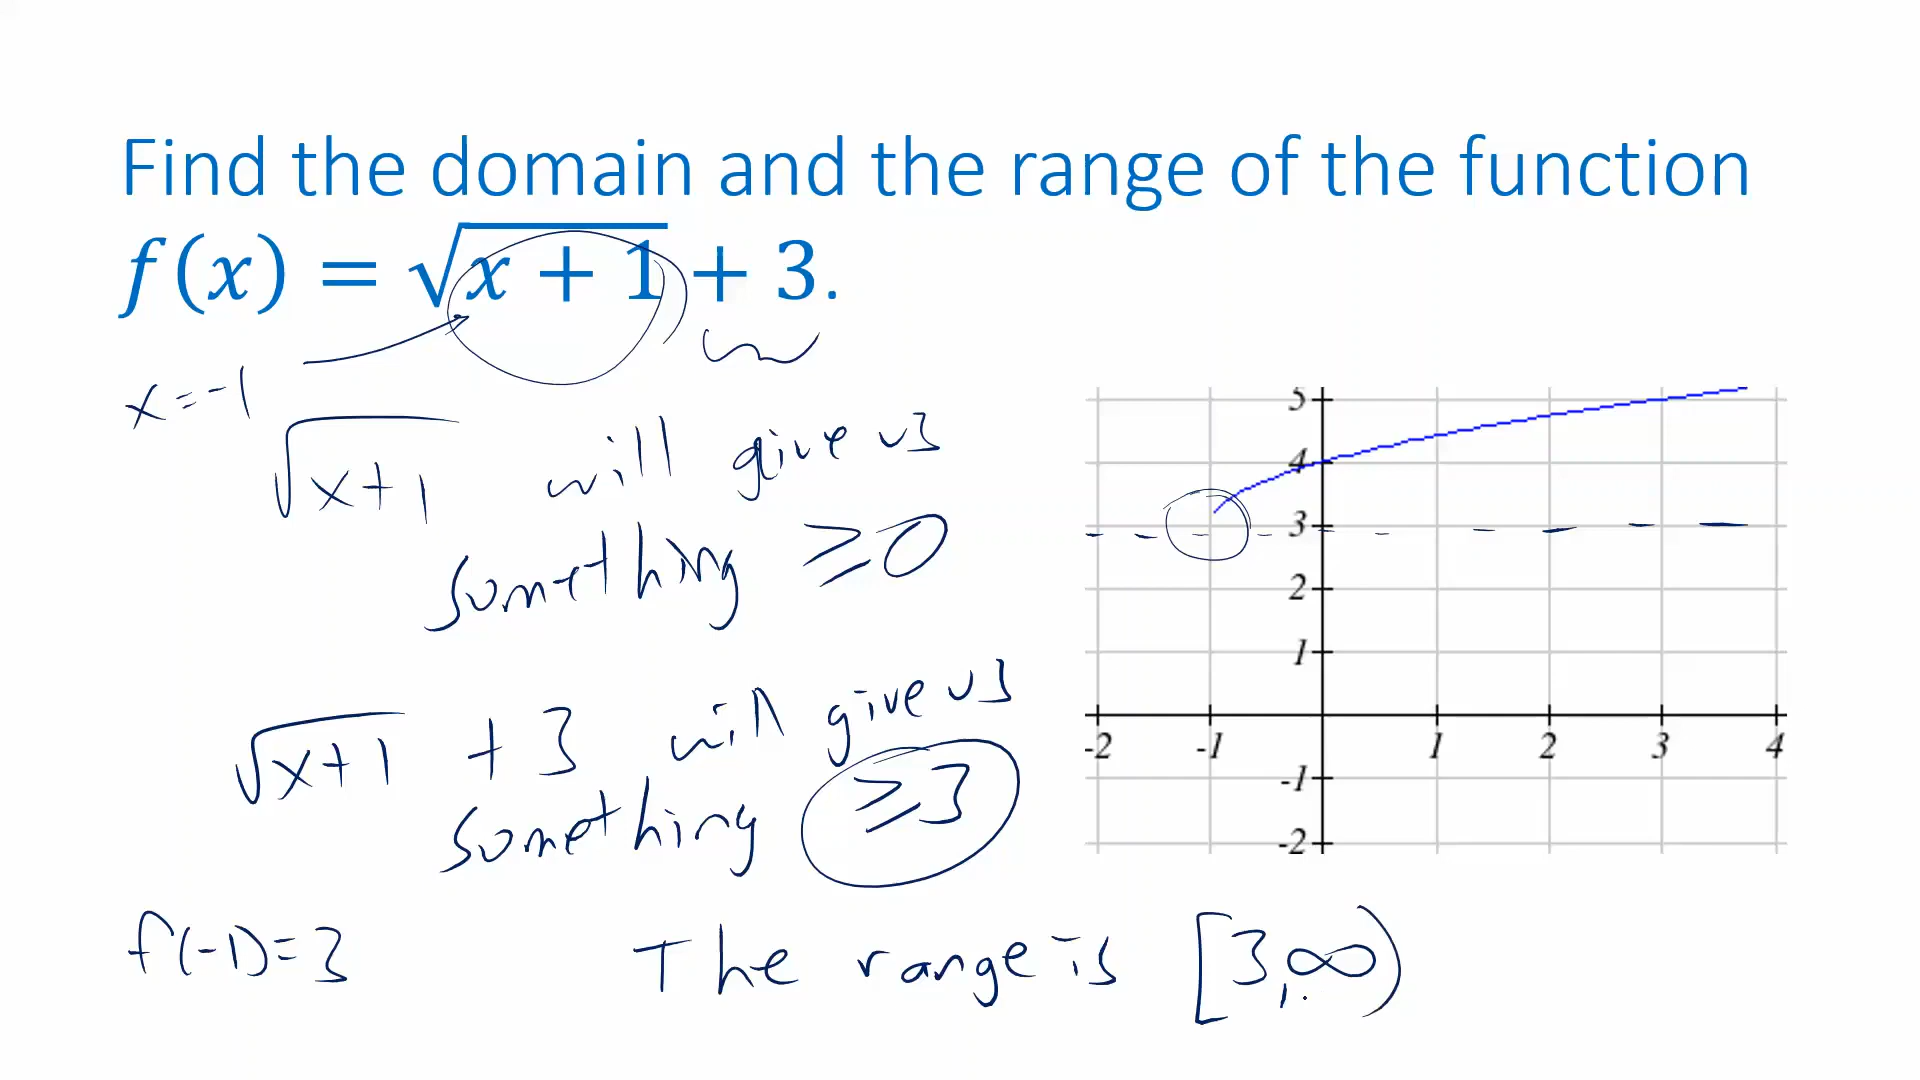 Find the domain and the range of the function
f(x) = √x + 1 + 3.
x = -1
√x+1 will give us
something ≥0
√x+1 + 3 will give us
something ≥3
f(-1)=3
The range is [3,∞)
5
4
3
2
1
-2 -1 1 2 3 4
-1
-2